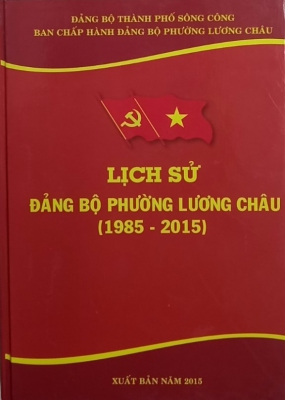 ĐẢNG BỘ THÀNH PHỐ SÔNG CÔNG
BAN CHẤP HÀNH ĐẢNG BỘ PHƯỜNG LƯƠNG CHÂU
LỊCH SỬ
ĐẢNG BỘ PHƯỜNG LƯƠNG CHÂU
(1985 - 2015)
XUẤT BẢN NĂM 2015